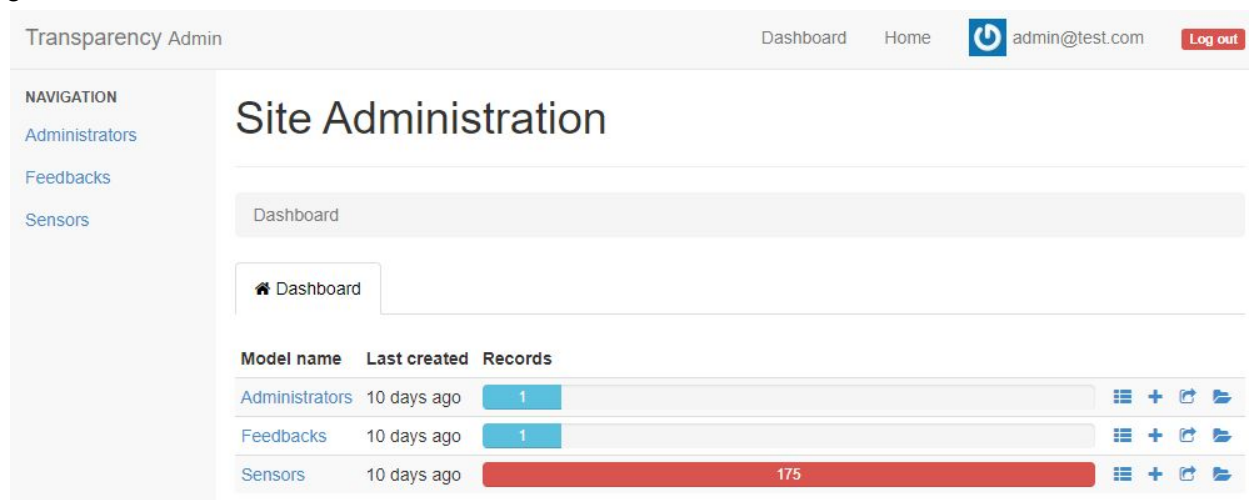 Transparency Admin
Dashboard Home admin@test.com Log out
NAVIGATION
Administrators
Feedbacks
Sensors
Site Administration
Dashboard
Dashboard
Model name Last created Records
Administrators 10 days ago 1
Feedbacks 10 days ago 1
Sensors 10 days ago 175